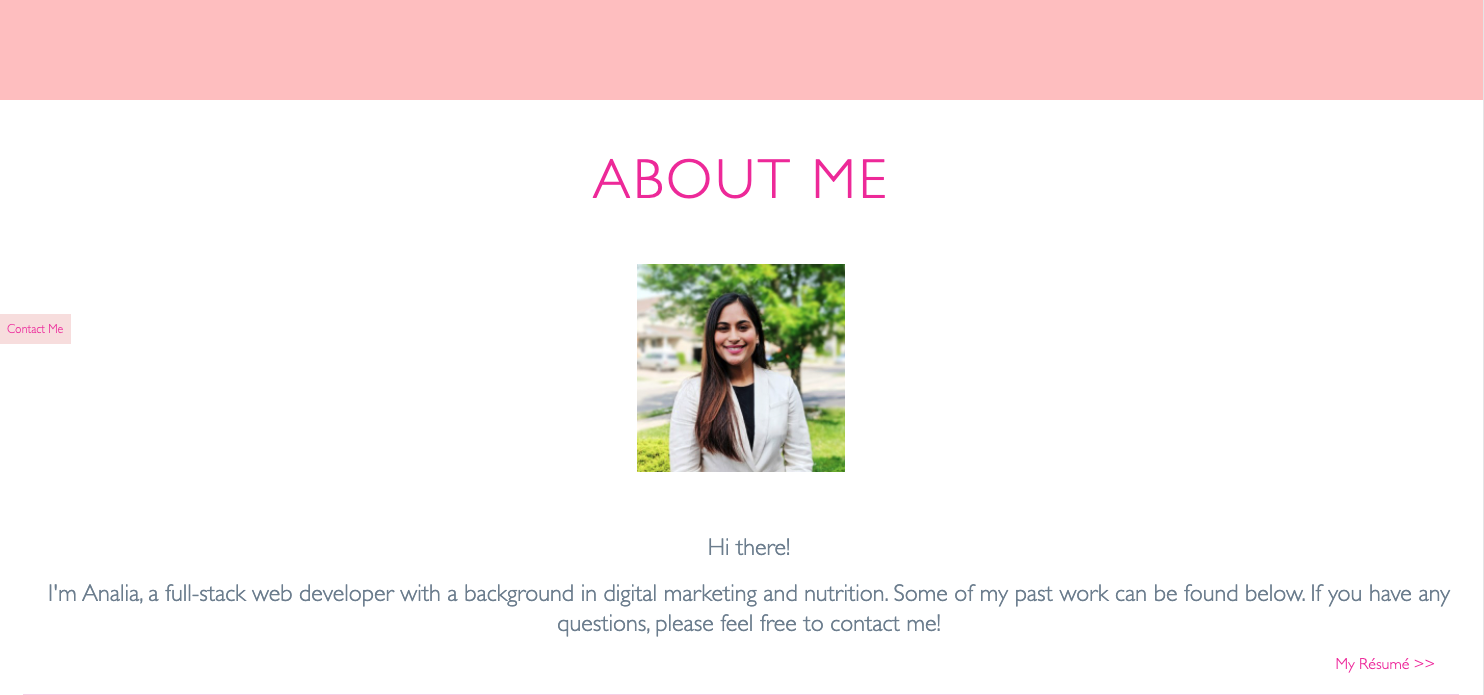 ABOUT ME
Contact Me
Hi there!
I'm Analia, a full-stack web developer with a background in digital marketing and nutrition. Some of my past work can be found below. If you have any
questions, please feel free to contact me!
My Résumé >>